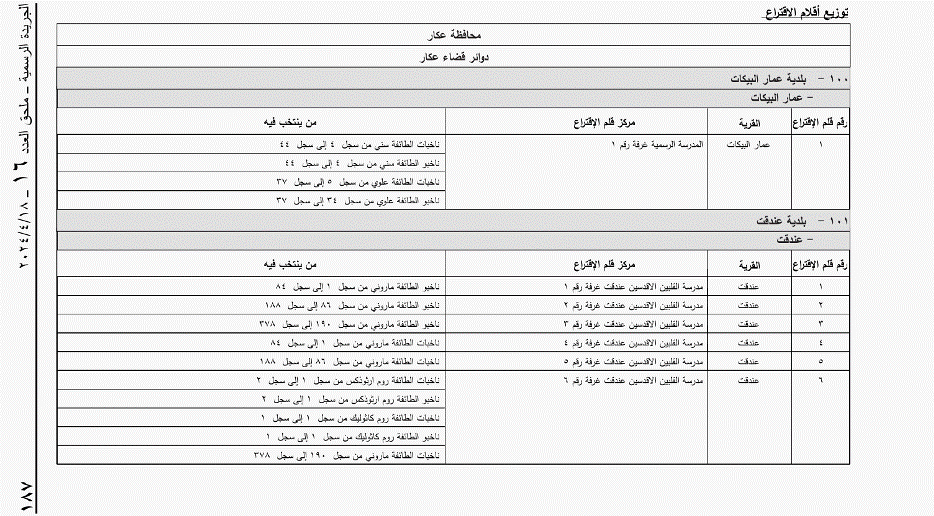 توزيع أقلام الاقتراع
محافظة عكار
دوائر قضاء عكار
١٠٠ - بلدية عمار البيكات
- عمار البيكات
رقم قلم الإقتراع القرية مركز قلم الإقتراع من ينتخب فيه
١ عمار البيكات المدرسة الرسمية غرفة رقم ١ ناخبات الطائفة سني من سجل ٤ إلى سجل ٤٤
ناخبو الطائفة سني من سجل ٤ إلى سجل ٤٤
ناخبات الطائفة علوي من سجل ٥ إلى سجل ٣٧
ناخبو الطائفة علوي من سجل ٣٤ إلى سجل ٣٧
١٠١ - بلدية عندقت
- عندقت
رقم قلم الإقتراع القرية مركز قلم الإقتراع من ينتخب فيه
١ عندقت مدرسة القلبين الاقدسين عندقت غرفة رقم ١ ناخبو الطائفة ماروني من سجل ١ إلى سجل ٨٤
٢ عندقت مدرسة القلبين الاقدسين عندقت غرفة رقم ٢ ناخبو الطائفة ماروني من سجل ٨٦ إلى سجل ١٨٨
٣ عندقت مدرسة القلبين الاقدسين عندقت غرفة رقم ٣ ناخبو الطائفة ماروني من سجل ١٩٠ إلى سجل ٣٧٨
٤ عندقت مدرسة القلبين الاقدسين عندقت غرفة رقم ٤ ناخبات الطائفة ماروني من سجل ١ إلى سجل ٨٤
٥ عندقت مدرسة القلبين الاقدسين عندقت غرفة رقم ٥ ناخبات الطائفة ماروني من سجل ٨٦ إلى سجل ١٨٨
٦ عندقت مدرسة القلبين الاقدسين عندقت غرفة رقم ٦ ناخبات الطائفة روم ارثوذكس من سجل ١ إلى سجل ٢
ناخبو الطائفة روم ارثوذكس من سجل ١ إلى سجل ٢
ناخبات الطائفة روم كاثوليك من سجل ١ إلى سجل ١
ناخبو الطائفة روم كاثوليك من سجل ١ إلى سجل ١
ناخبات الطائفة ماروني من سجل ١٩٠ إلى سجل ٣٧٨
الجريدة الرسمية – ملحق العدد ١٦ – ٢٠٢٤/٤/١٨
١٨٧